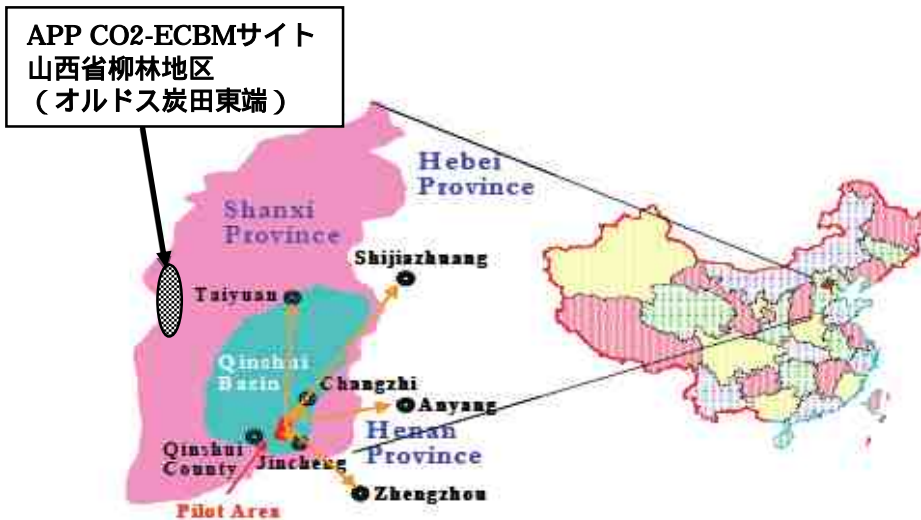 APP CO2-ECBMサイト
山西省柳林地区
（オルドス炭田東端）
Hebei
Province
Shanxi
Province
Shijiazhuang
Taiyuan
Qinshui
Basin
Changzhi
Anyang
Henan
Province
Qinshui
County
Jincheng
Zhengzhou
Pilot Area